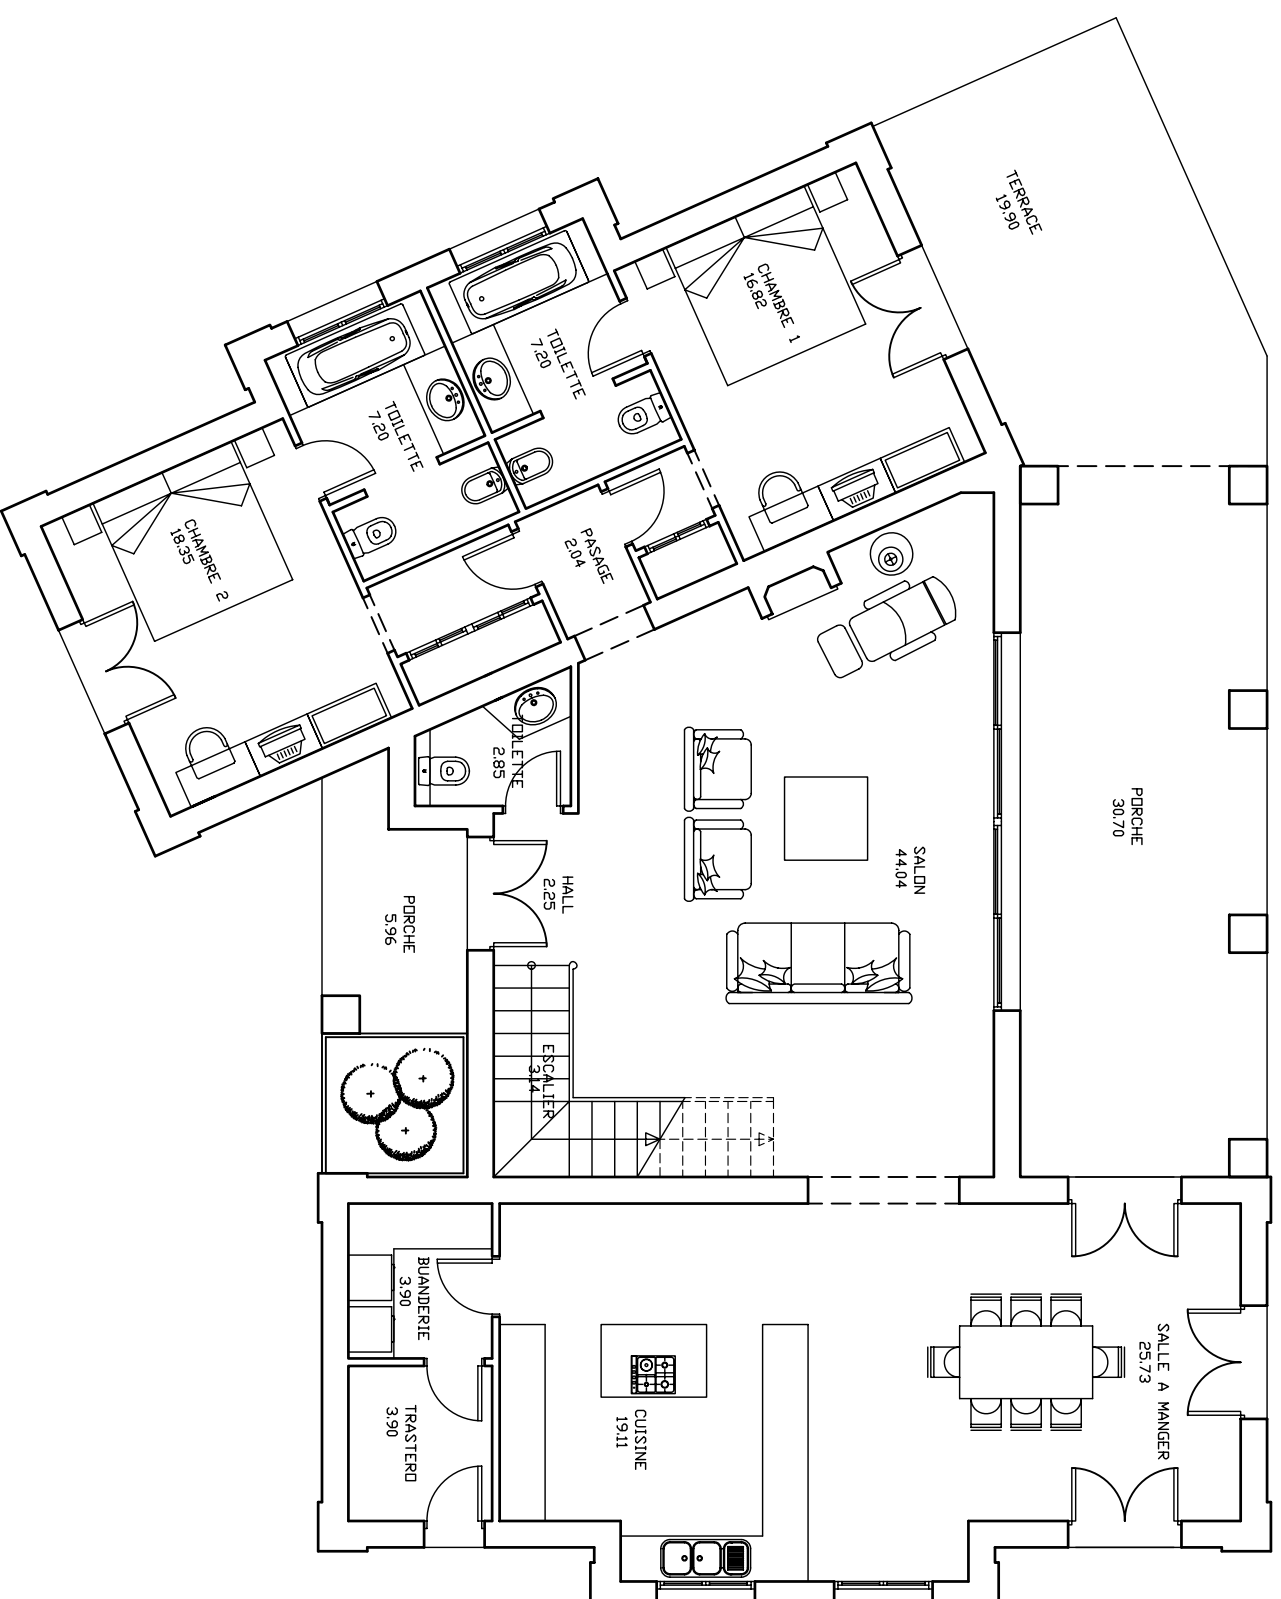 TERRACE
19.90
CHAMBRE 1
16.82
TOILETTE
7.20
TOILETTE
7.20
CHAMBRE 2
18.35
PASAGE
2.04
TOILETTE
2.85
PORCHE
30.70
SALON
44.04
HALL
2.25
PORCHE
5.96
ESCALIER
3.14
BUANDERIE
3.90
SALLE A MANGER
25.73
TRASTERO
3.90
CUISINE
19.11